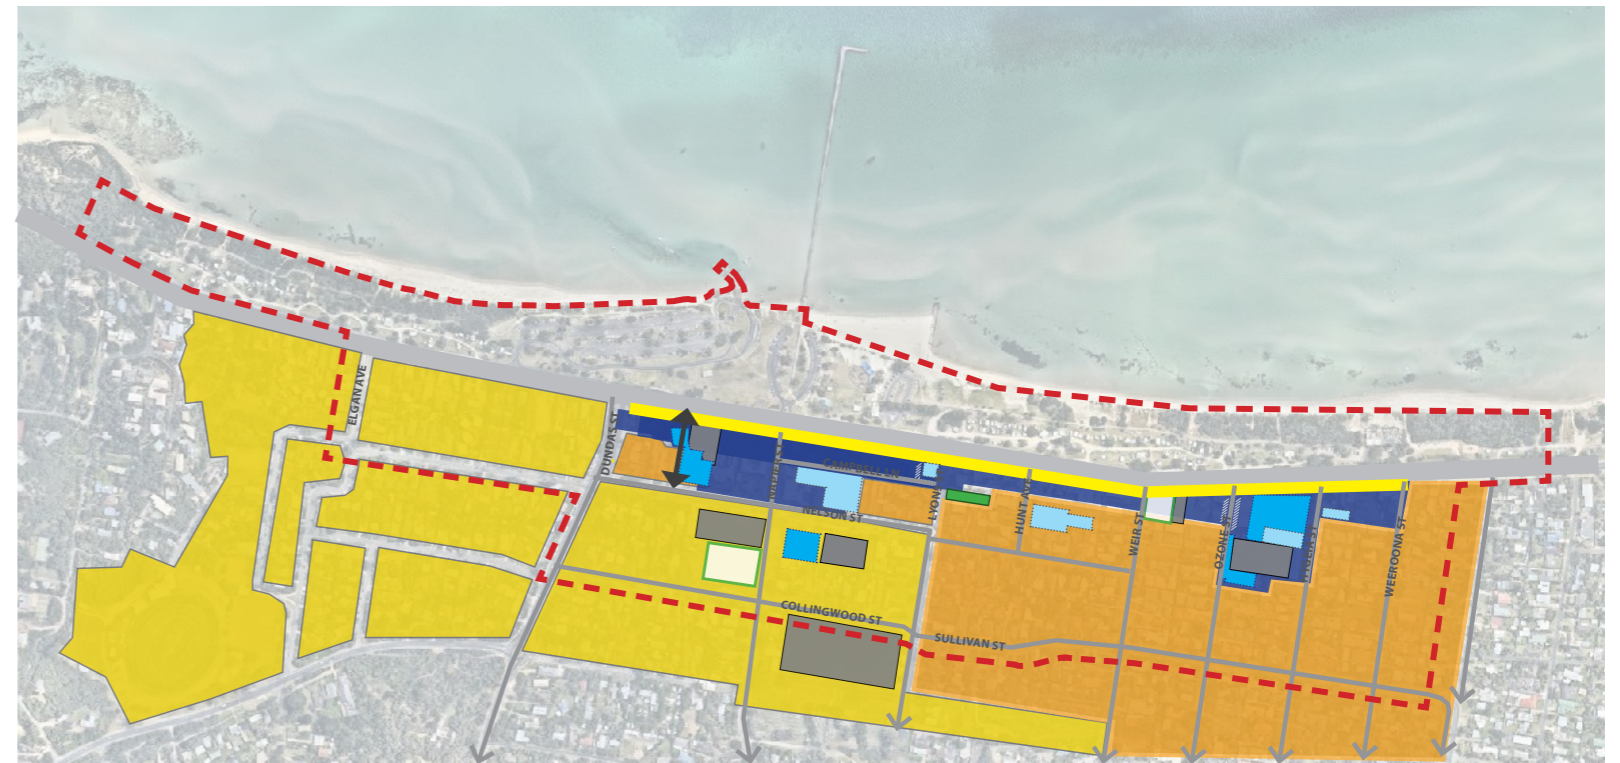 ELGAN AVE
DUNDAS ST
NAPIER ST
CAMPBELL LN
NELSON ST
LYONS
HUNT AVE
WEIR ST
OZONE ST
WEEROONA ST
COLLINGWOOD ST
SULLIVAN ST